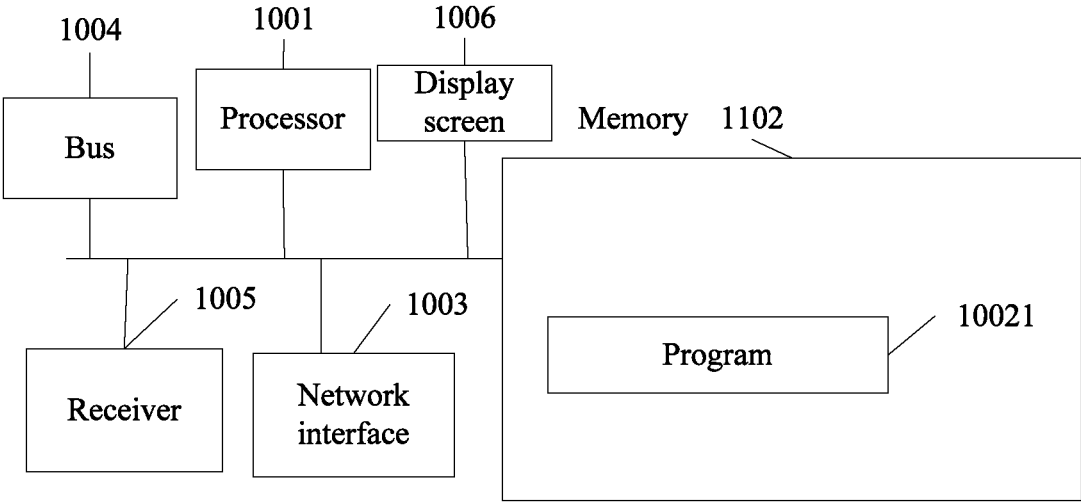 1004
1001
1006
Bus
Processor
Display
screen
Memory 1102
1005
1003
10021
Receiver
Network
interface
Program